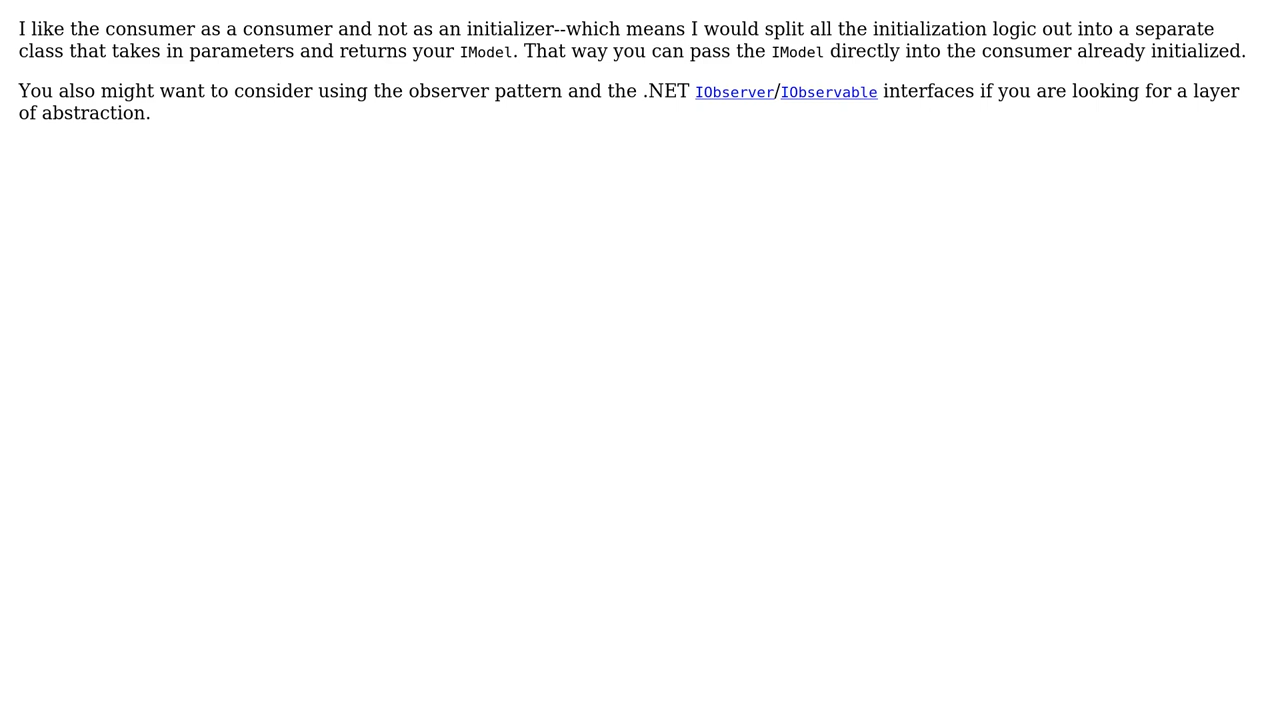 I like the consumer as a consumer and not as an initializer--which means I would split all the initialization logic out into a separate
class that takes in parameters and returns your IModel. That way you can pass the IModel directly into the consumer already initialized.
You also might want to consider using the observer pattern and the .NET IObserver/IObservable interfaces if you are looking for a layer
of abstraction.